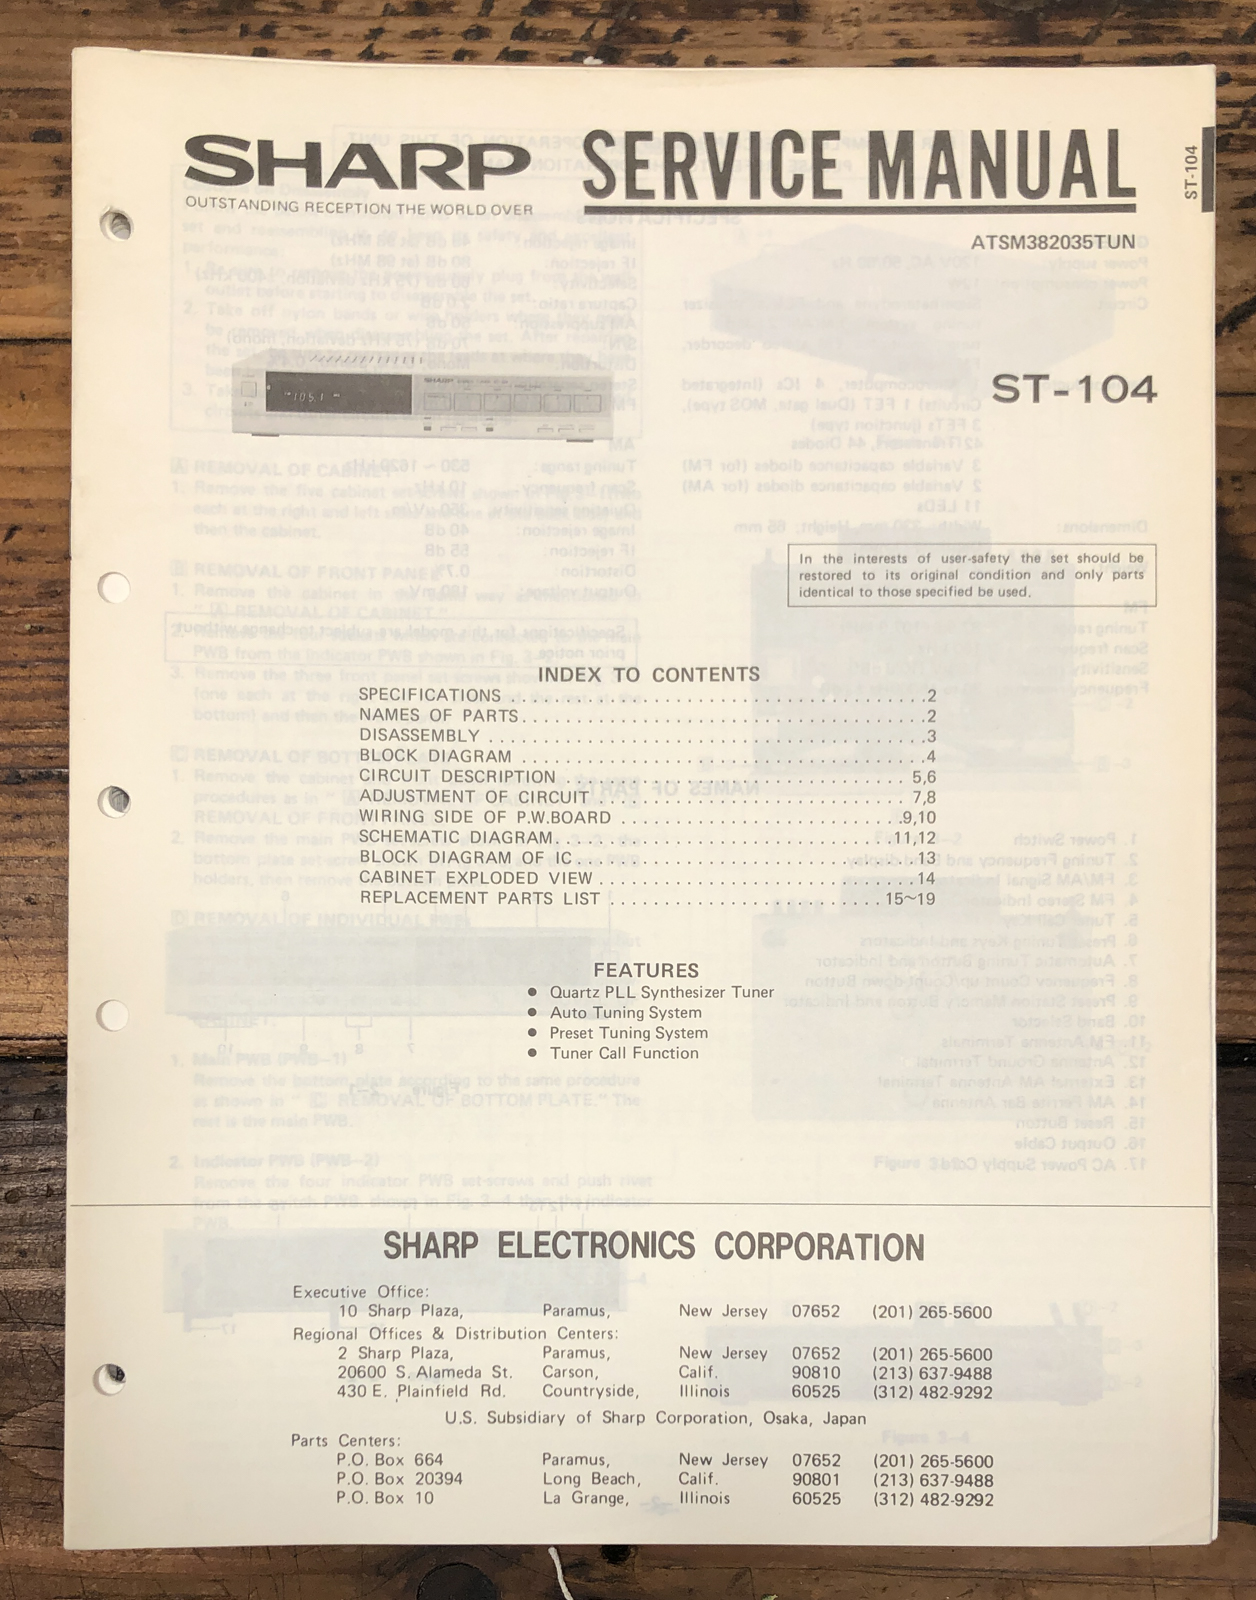 SHARP SERVICE MANUAL
OUTSTANDING RECEPTION THE WORLD OVER
ST-104
ATSM382035TUN
105.1
SHARP
ST-104
In the interests of user-safety the set should be
restored to its original condition and only parts
identical to those specified be used.
INDEX TO CONTENTS
SPECIFICATIONS . . . . . . . . . . . . . . . . . . . . . . . . . . . . . . . . 2
NAMES OF PARTS . . . . . . . . . . . . . . . . . . . . . . . . . . . . . . . 2
DISASSEMBLY . . . . . . . . . . . . . . . . . . . . . . . . . . . . . . . . . . 3
BLOCK DIAGRAM . . . . . . . . . . . . . . . . . . . . . . . . . . . . . . . 4
CIRCUIT DESCRIPTION . . . . . . . . . . . . . . . . . . . . . . . . . . . 5,6
ADJUSTMENT OF CIRCUIT . . . . . . . . . . . . . . . . . . . . . . . . 7,8
WIRING SIDE OF P.W.BOARD . . . . . . . . . . . . . . . . . . . . . . 9,10
SCHEMATIC DIAGRAM . . . . . . . . . . . . . . . . . . . . . . . . . . 11,12
BLOCK DIAGRAM OF IC . . . . . . . . . . . . . . . . . . . . . . . . . . 13
CABINET EXPLODED VIEW . . . . . . . . . . . . . . . . . . . . . . . . 14
REPLACEMENT PARTS LIST . . . . . . . . . . . . . . . . . . . . . 15~19
FEATURES
● Quartz PLL Synthesizer Tuner
● Auto Tuning System
● Preset Tuning System
● Tuner Call Function
SHARP ELECTRONICS CORPORATION
Executive Office:
10 Sharp Plaza, Paramus, New Jersey 07652 (201) 265-5600
Regional Offices & Distribution Centers:
2 Sharp Plaza, Paramus, New Jersey 07652 (201) 265-5600
20600 S. Alameda St. Carson, Calif. 90810 (213) 637-9488
430 E. Plainfield Rd. Countryside, Illinois 60525 (312) 482-9292
U.S. Subsidiary of Sharp Corporation, Osaka, Japan
Parts Centers:
P.O. Box 664 Paramus, New Jersey 07652 (201) 265-5600
P.O. Box 20394 Long Beach, Calif. 90801 (213) 637-9488
P.O. Box 10 La Grange, Illinois 60525 (312) 482-9292